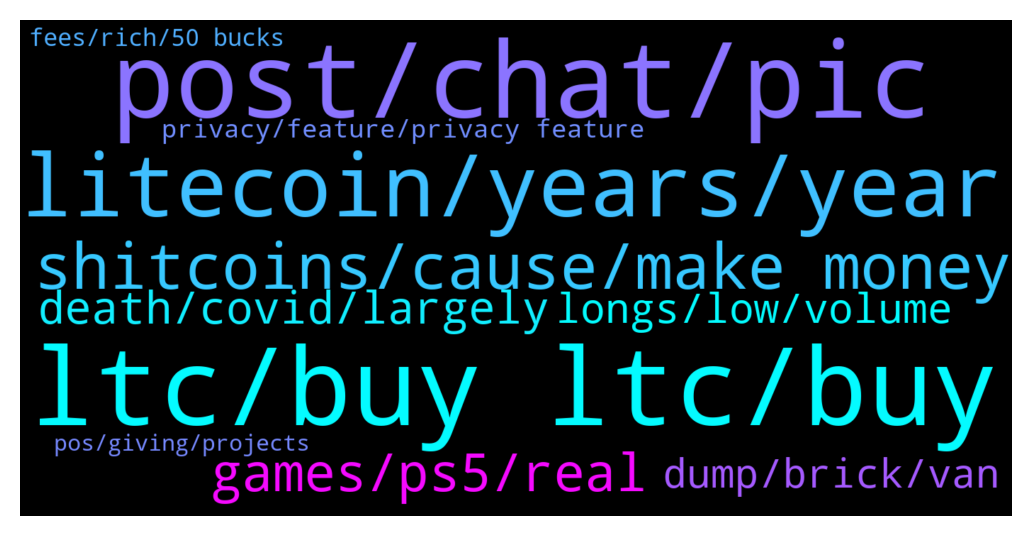 fees/rich/50 bucks
post/chat/pic
privacy/feature/privacy feature
litecoin/years/year
shitcoins/cause/make money
death/covid/largely
longs/low/volume
ltc/buy ltc/buy
pos/giving/projects
games/ps5/real
dump/brick/van